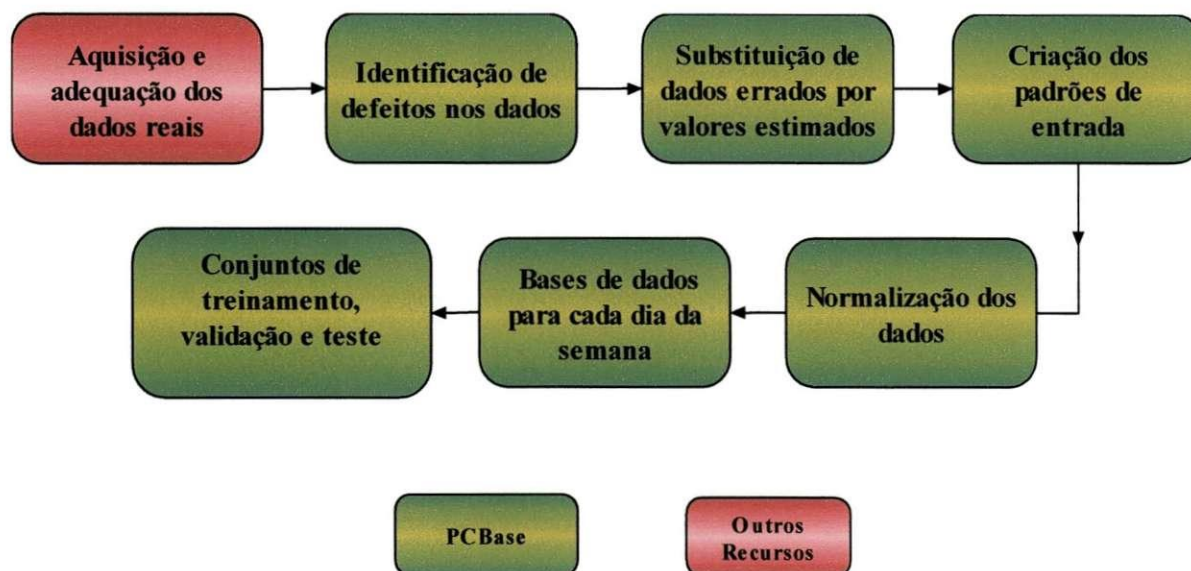 Aquisição e
adequação dos
dados reais
Identificação de
defeitos nos dados
Substituição de
dados errados por
valores estimados
Criação dos
padrões de
entrada
Normalização dos
dados
Bases de dados
para cada dia da
semana
Conjuntos de
treinamento,
validação e teste
PCBase
Outros
Recursos